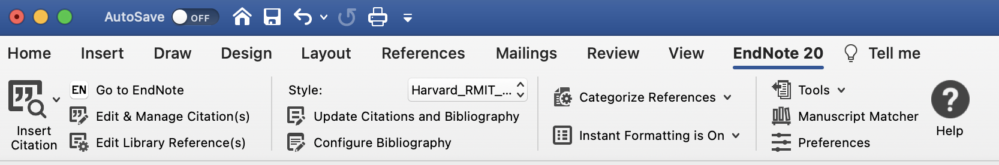 AutoSave OFF
Home Insert Draw Design Layout References Mailings Review View EndNote 20 Tell me
Insert Citation
EN Go to EndNote
Edit & Manage Citation(s)
Edit Library Reference(s)
Style: Harvard_RMIT_...
Update Citations and Bibliography
Configure Bibliography
Categorize References
Instant Formatting is On
Tools
Manuscript Matcher
Preferences
Help